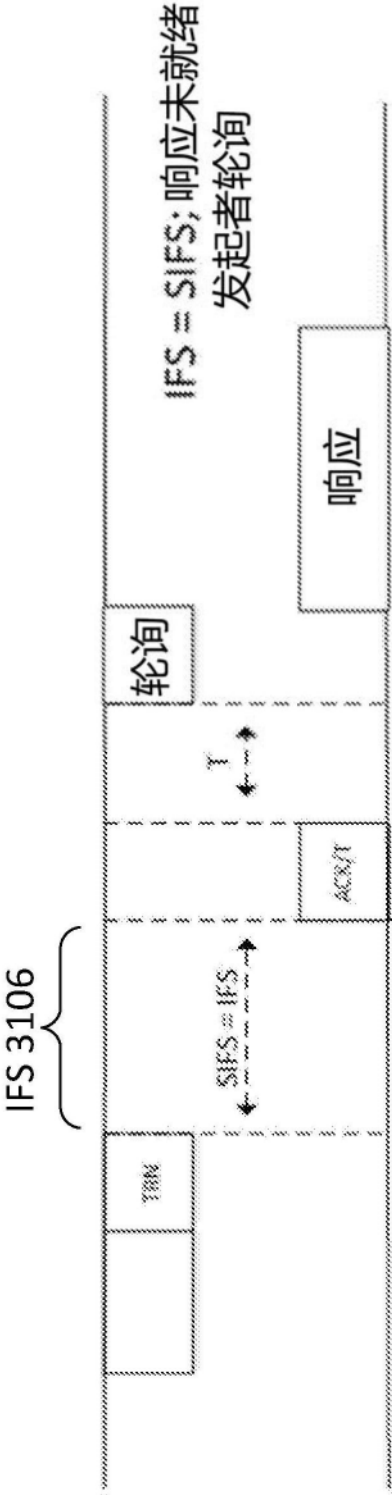 IFS 3106
TRN
SIFS = IFS
ACK/T
T
轮询
响应
IFS = SIFS; 响应未就绪
发起者轮询